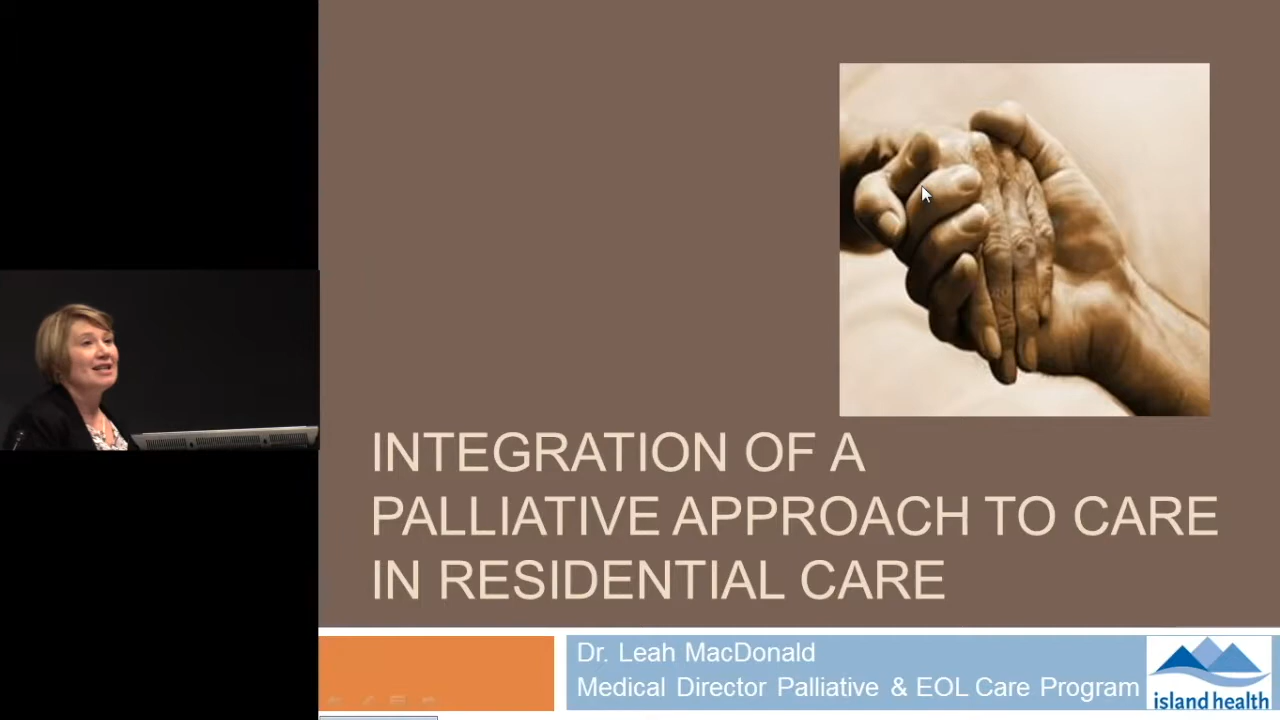 INTEGRATION OF A
PALLIATIVE APPROACH TO CARE
IN RESIDENTIAL CARE
Dr. Leah MacDonald
Medical Director Palliative & EOL Care Program
island health